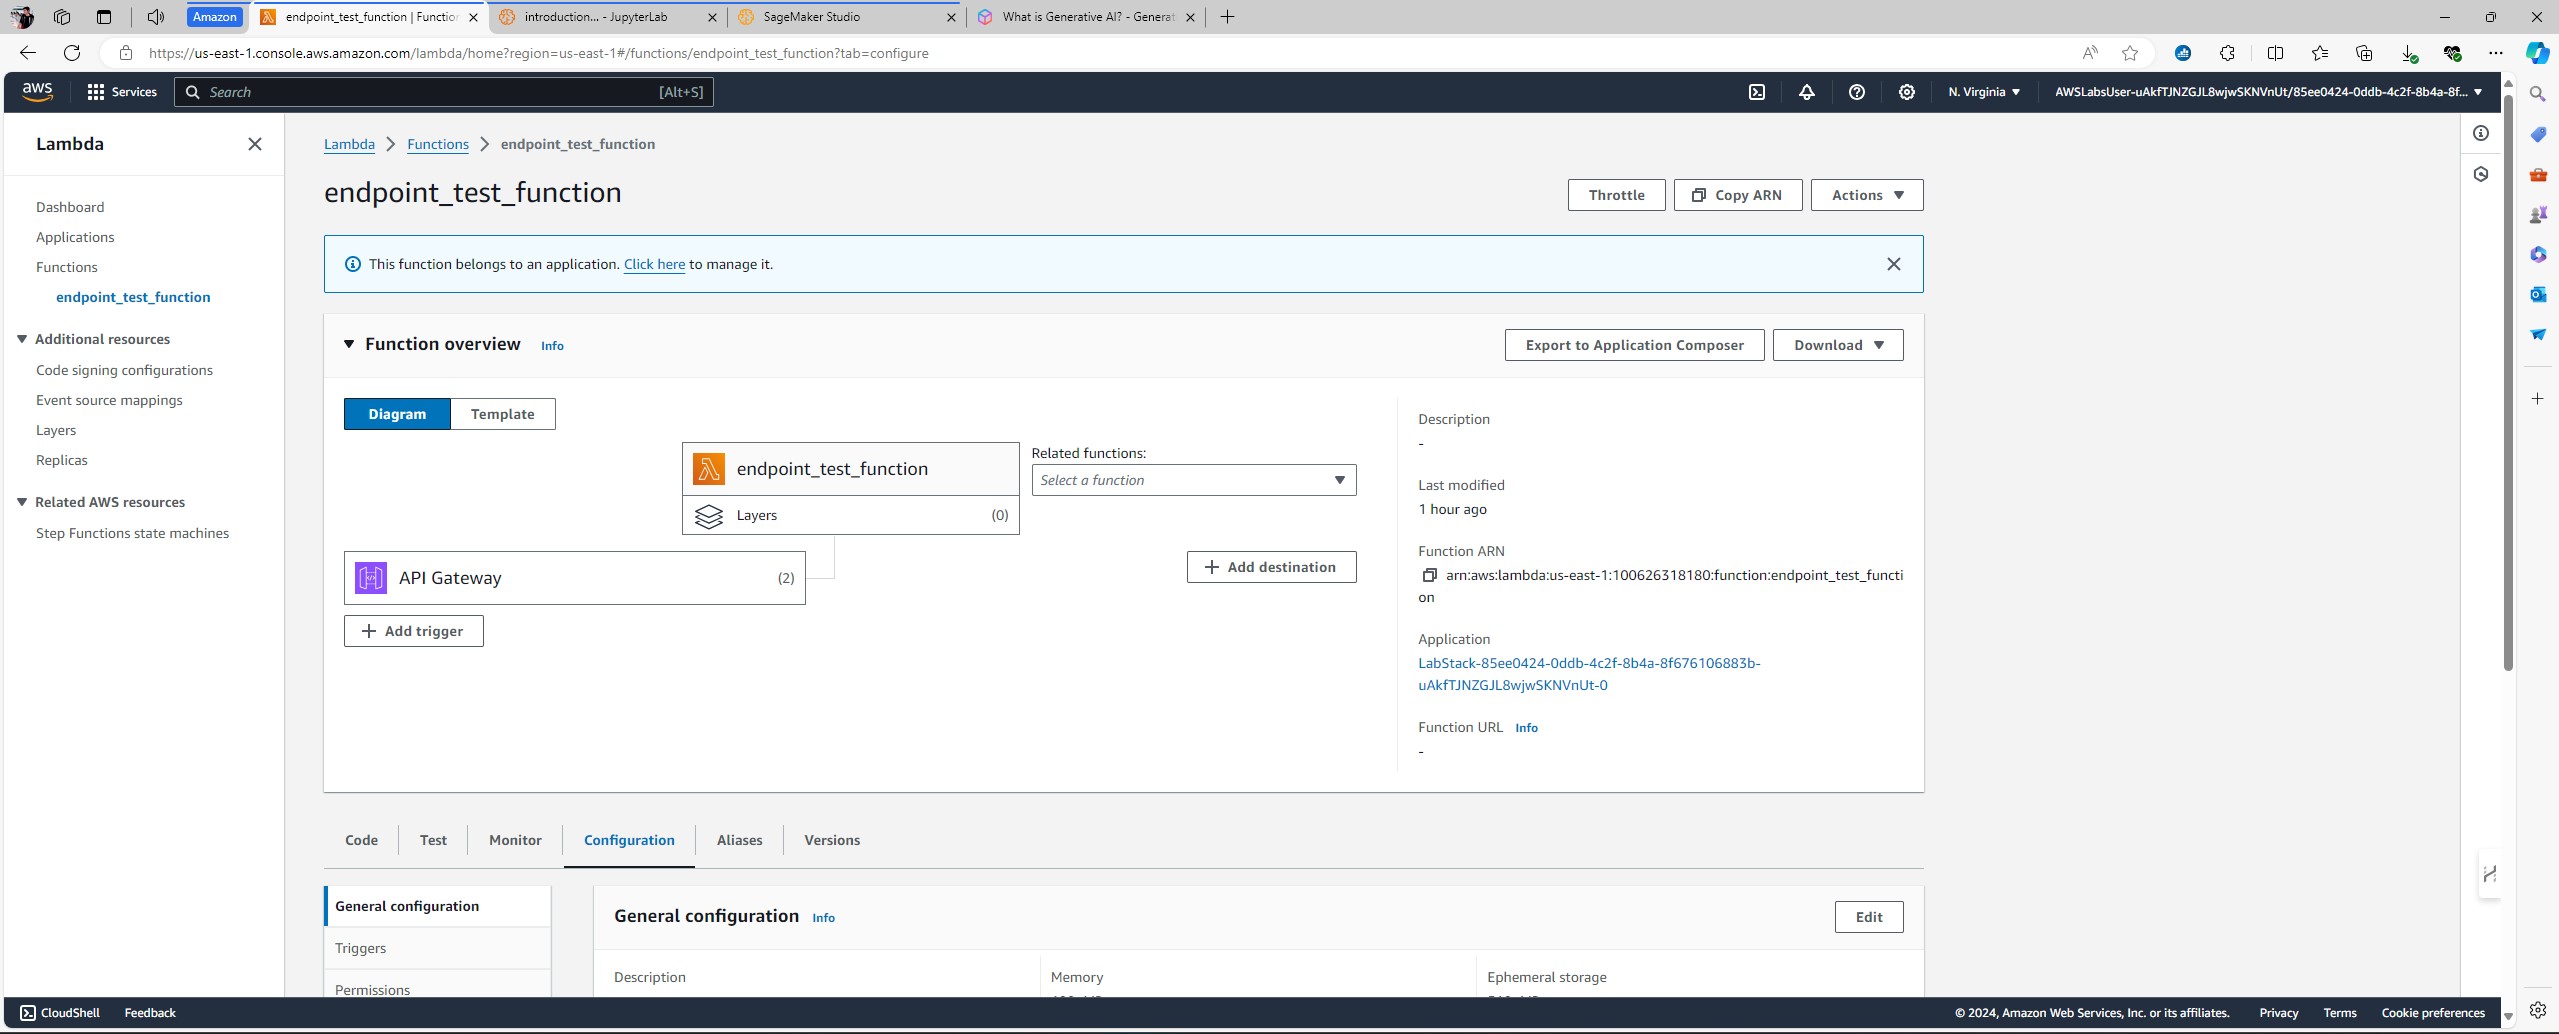 Amazon
endpoint_test_function | Function
introduction... - JupyterLab
SageMaker Studio
What is Generative AI? - Generat
https://us-east-1.console.aws.amazon.com/lambda/home?region=us-east-1#/functions/endpoint_test_function?tab=configure
aws
Services
Search
[Alt+S]
N. Virginia
AWSLabsUser-uAkfTJNZGJL8wjwSKNVnUt/85ee0424-0ddb-4c2f-8b4a-8f...
Lambda
Dashboard
Applications
Functions
endpoint_test_function
Additional resources
Code signing configurations
Event source mappings
Layers
Replicas
Related AWS resources
Step Functions state machines
Lambda > Functions > endpoint_test_function
endpoint_test_function
Throttle
Copy ARN
Actions
This function belongs to an application. Click here to manage it.
Function overview Info
Export to Application Composer
Download
Diagram
Template
endpoint_test_function
Layers
(0)
Related functions:
Select a function
API Gateway
(2)
+ Add destination
+ Add trigger
Description
-
Last modified
1 hour ago
Function ARN
arn:aws:lambda:us-east-1:100626318180:function:endpoint_test_functi
on
Application
LabStack-85ee0424-0ddb-4c2f-8b4a-8f676106883b-
uAkfTJNZGJL8wjwSKNVnUt-0
Function URL Info
-
Code
Test
Monitor
Configuration
Aliases
Versions
General configuration
Triggers
Permissions
General configuration Info
Edit
Description
Memory
Ephemeral storage
CloudShell
Feedback
© 2024, Amazon Web Services, Inc. or its affiliates.
Privacy
Terms
Cookie preferences